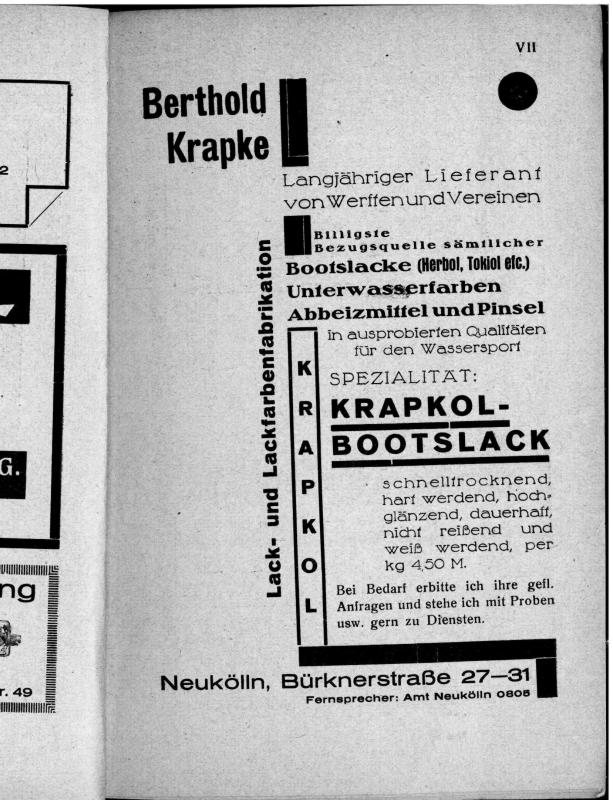 VII
Berthold
Krapke
Langjähriger Lieferant
von Werften und Vereinen
Billigste
Bezugsquelle sämtlicher
Bootslacke (Herbol, Tokiol etc.)
Unterwasserfarben
Abbeizmittel und Pinsel
in ausprobierten Qualitäten
für den Wassersport
Lack- und Lackfarbenfabrikation
KRAPKOL
SPEZIALITÄT:
KRAPKOL-
BOOTSLACK
schnelltrocknend,
hart werdend, hoch-
glänzend, dauerhaft,
nicht reißend und
weiß werdend, per
kg 4,50 M.
Bei Bedarf erbitte ich ihre gefl.
Anfragen und stehe ich mit Proben
usw. gern zu Diensten.
Neukölln, Bürknerstraße 27—31
Fernsprecher: Amt Neukölln 0805
2
G.
ng
r. 49